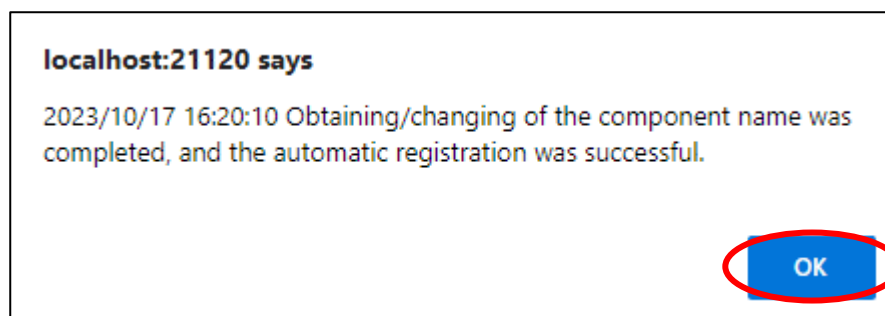 localhost:21120 says
2023/10/17 16:20:10 Obtaining/changing of the component name was
completed, and the automatic registration was successful.
OK